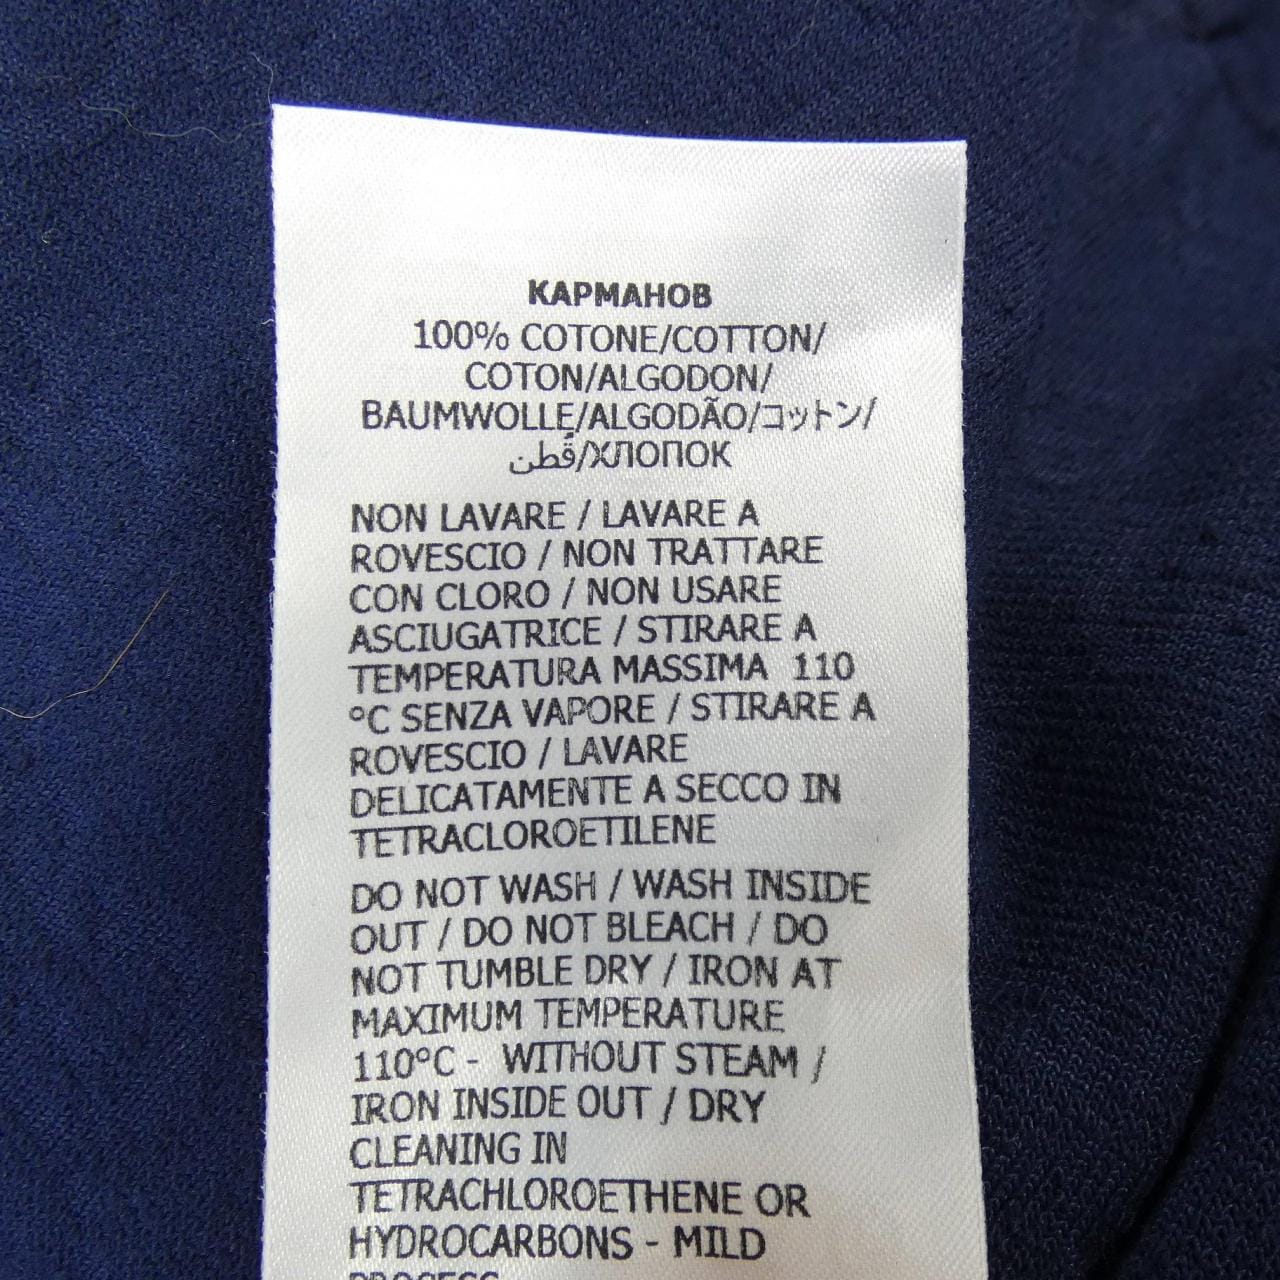 КАРМАНОВ
100% COTONE/COTTON/
COTON/ALGODON/
BAUMWOLLE/ALGODÃO/コットン/
قُطن/ХЛОПОК
NON LAVARE / LAVARE A
ROVESCIO / NON TRATTARE
CON CLORO / NON USARE
ASCIUGATRICE / STIRARE A
TEMPERATURA MASSIMA 110
°C SENZA VAPORE / STIRARE A
ROVESCIO / LAVARE
DELICATAMENTE A SECCO IN
TETRACLOROETILENE
DO NOT WASH / WASH INSIDE
OUT / DO NOT BLEACH / DO
NOT TUMBLE DRY / IRON AT
MAXIMUM TEMPERATURE
110°C - WITHOUT STEAM /
IRON INSIDE OUT / DRY
CLEANING IN
TETRACHLOROETHENE OR
HYDROCARBONS - MILD
PROCESS